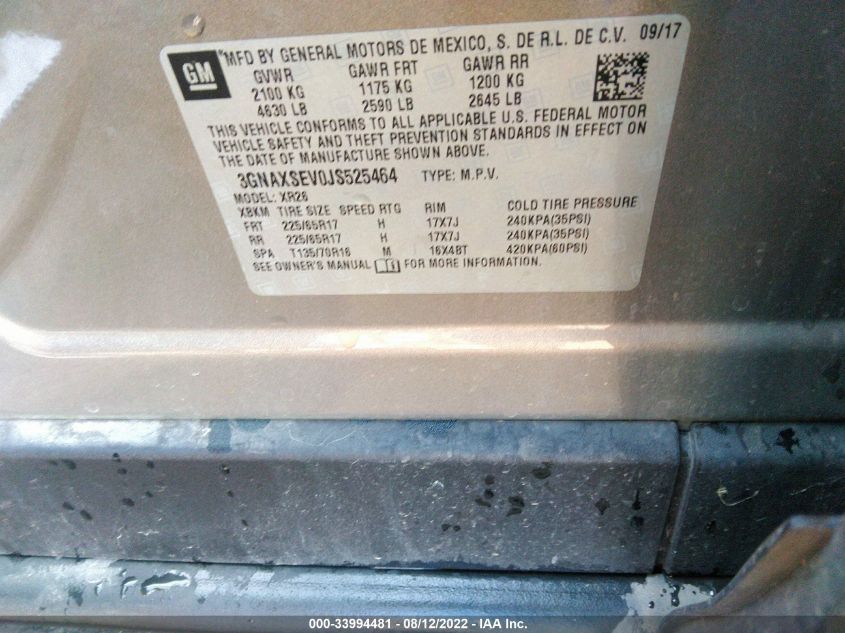 GM
*MFD BY GENERAL MOTORS DE MEXICO, S. DE R.L. DE C.V. 09/17
GVWR GAWR FRT GAWR RR
2100 KG 1175 KG 1200 KG
4630 LB 2590 LB 2645 LB
THIS VEHICLE CONFORMS TO ALL APPLICABLE U.S. FEDERAL MOTOR
VEHICLE SAFETY AND THEFT PREVENTION STANDARDS IN EFFECT ON
THE DATE OF MANUFACTURE SHOWN ABOVE.
3GNAXSEV0JS525464 TYPE: M.P.V.
MODEL: XR26
XBKM TIRE SIZE SPEED RTG RIM COLD TIRE PRESSURE
FRT 225/65R17 H 17X7J 240KPA(35PSI)
RR 225/65R17 H 17X7J 240KPA(35PSI)
SPA T135/70R16 M 16X4BT 420KPA(60PSI)
SEE OWNER'S MANUAL FOR MORE INFORMATION.
000-33994481 - 08/12/2022 - IAA Inc.